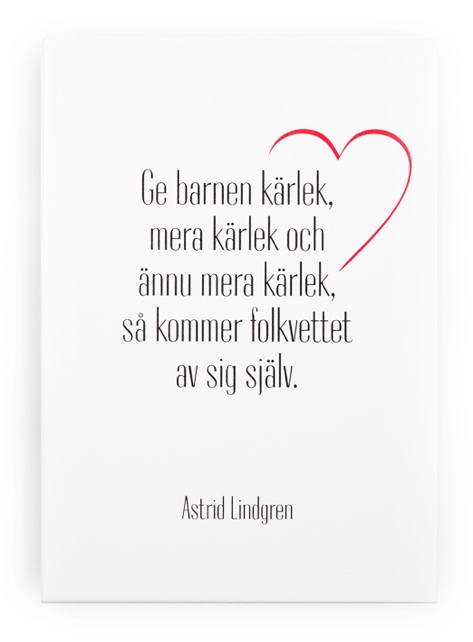 Ge barnen kärlek,
mera kärlek och
ännu mera kärlek,
så kommer folkvettet
av sig själv.
Astrid Lindgren